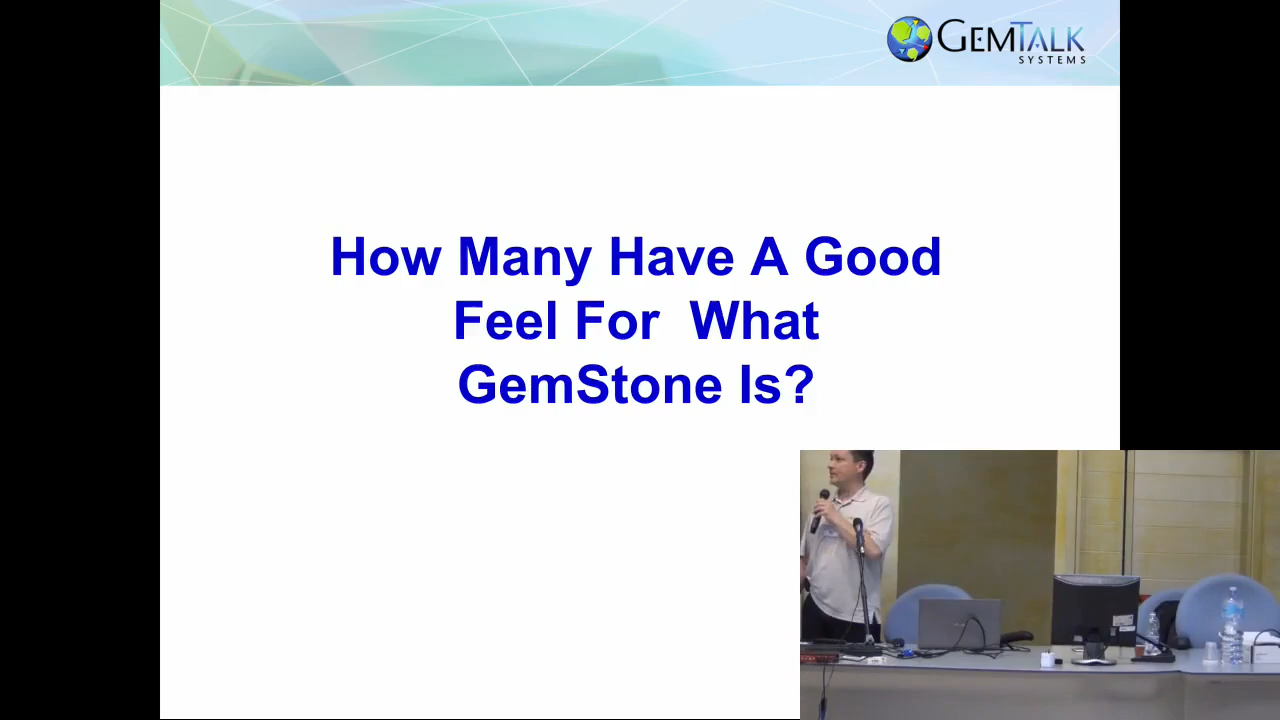 GEMTALK
SYSTEMS
How Many Have A Good
Feel For  What
GemStone Is?